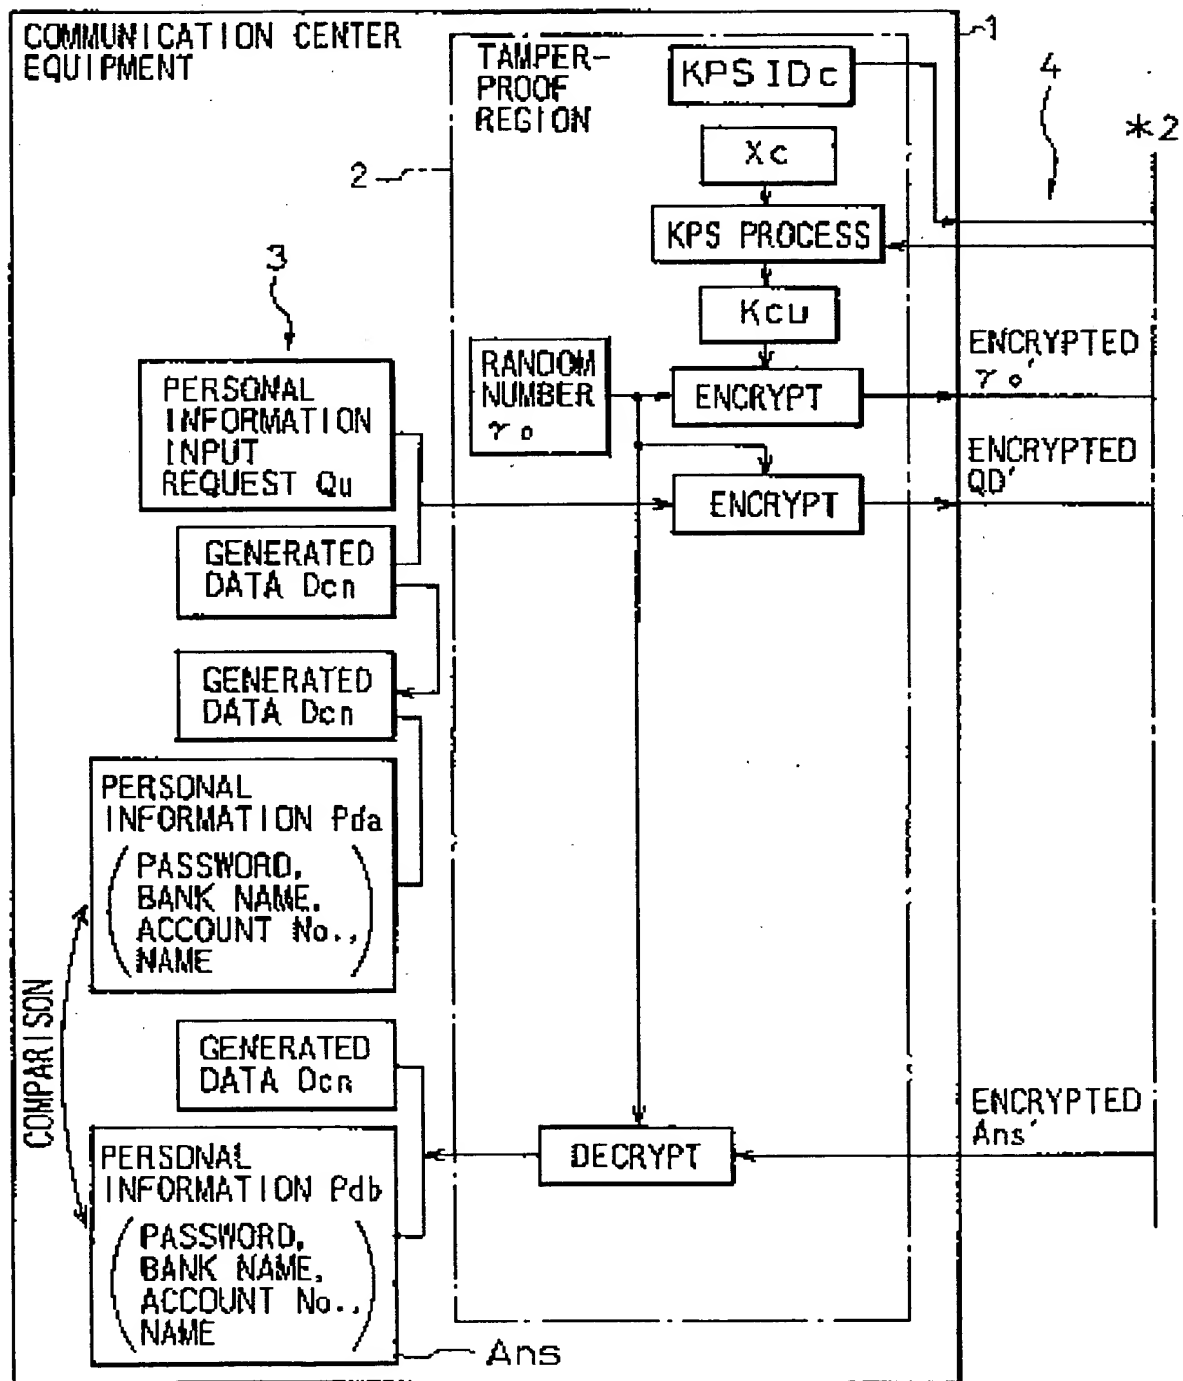 COMMUNICATION CENTER
EQUIPMENT
TAMPER-
PROOF
REGION
KPS IDc
1
4
*2
2
Xc
KPS PROCESS
3
Kcu
RANDOM
NUMBER
γo
ENCRYPT
ENCRYPTED
γo'
PERSONAL
INFORMATION
INPUT
REQUEST Qu
ENCRYPT
ENCRYPTED
QD'
GENERATED
DATA Dcn
GENERATED
DATA Dcn
PERSONAL
INFORMATION Pda
(PASSWORD,
BANK NAME,
ACCOUNT No.,
NAME)
COMPARISON
GENERATED
DATA Dcn
DECRYPT
ENCRYPTED
Ans'
PERSONAL
INFORMATION Pdb
(PASSWORD,
BANK NAME,
ACCOUNT No.,
NAME)
Ans